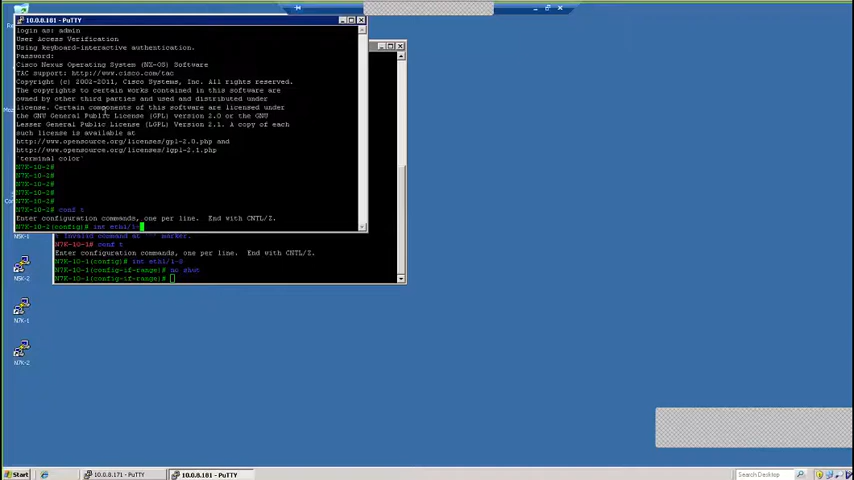 10.0.8.181 - PuTTY
login as: admin
User Access Verification
Using keyboard-interactive authentication.
Password:
Cisco Nexus Operating System (NX-OS) Software
TAC support: http://www.cisco.com/tac
Copyright (c) 2002-2011, Cisco Systems, Inc. All rights reserved.
The copyrights to certain works contained in this software are
owned by other third parties and used and distributed under
license. Certain components of this software are licensed under
the GNU General Public License (GPL) version 2.0 or the GNU
Lesser General Public License (LGPL) Version 2.1. A copy of each
such license is available at
http://www.opensource.org/licenses/gpl-2.0.php and
http://www.opensource.org/licenses/lgpl-2.1.php
`terminal color`
N7K-10-2#
N7K-10-2#
N7K-10-2#
N7K-10-2#
N7K-10-2#
N7K-10-2# conf t
Enter configuration commands, one per line. End with CNTL/Z.
N7K-10-2(config)# int eth1/1-
% Invalid command at '^' marker.
N7K-10-1# conf t
Enter configuration commands, one per line. End with CNTL/Z.
N7K-10-1(config)# int eth1/1-8
N7K-10-1(config-if-range)# no shut
N7K-10-1(config-if-range)#
N5K-1
N5K-2
N7K-1
N7K-2
Start
10.0.8.171 - PuTTY
10.0.8.181 - PuTTY
Search Desktop